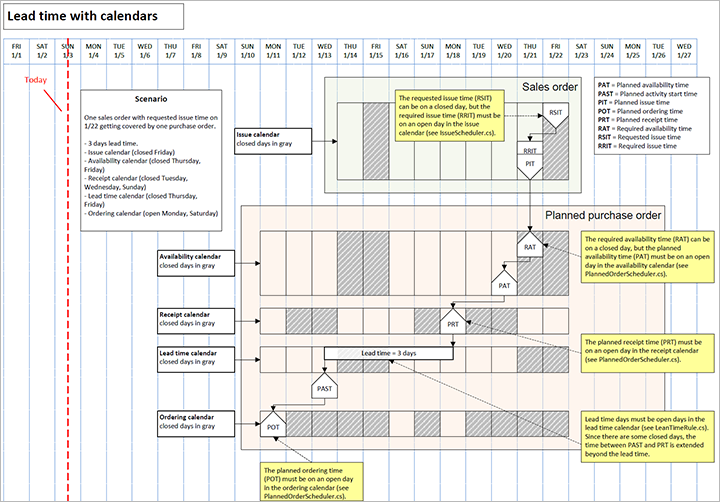 Lead time with calendars
FRI SAT SUN MON TUE WED THU FRI SAT SUN MON TUE WED THU FRI SAT SUN MON TUE WED THU FRI SAT SUN MON TUE WED
1/1 1/2 1/3 1/4 1/5 1/6 1/7 1/8 1/9 1/10 1/11 1/12 1/13 1/14 1/15 1/16 1/17 1/18 1/19 1/20 1/21 1/22 1/23 1/24 1/25 1/26 1/27
Today
Scenario
One sales order with requested issue time on
1/22 getting covered by one purchase order.
- 3 days lead time.
- Issue calendar (closed Friday)
- Availability calendar (closed Thursday,
Friday)
- Receipt calendar (closed Tuesday,
Wednesday, Sunday)
- Lead time calendar (closed Thursday,
Friday)
- Ordering calendar (open Monday, Saturday)
Sales order
The requested issue time (RSIT)
can be on a closed day, but the
required issue time (RRIT) must be
on an open day in the issue
calendar (see IssueScheduler.cs).
RSIT
RRIT
PIT
Issue calendar
closed days in gray
PAT = Planned availability time
PAST = Planned activity start time
PIT = Planned issue time
POT = Planned ordering time
PRT = Planned receipt time
RAT = Required availability time
RSIT = Requested issue time
RRIT = Required issue time
Planned purchase order
RAT
The required availability time (RAT) can be
on a closed day, but the planned
availability time (PAT) must be on an open
day in the availability calendar (see
PlannedOrderScheduler.cs).
Availability calendar
closed days in gray
PAT
Receipt calendar
closed days in gray
PRT
The planned receipt time (PRT) must be
on an open day in the receipt calendar
(see PlannedOrderScheduler.cs).
Lead time calendar
closed days in gray
Lead time = 3 days
PAST
Ordering calendar
closed days in gray
POT
Lead time days must be open days in the
lead time calendar (see LeanTimeRule.cs).
Since there are some closed days, the
time between PAST and PRT is extended
beyond the lead time.
The planned ordering time
(POT) must be on an open day
in the ordering calendar (see
PlannedOrderScheduler.cs).